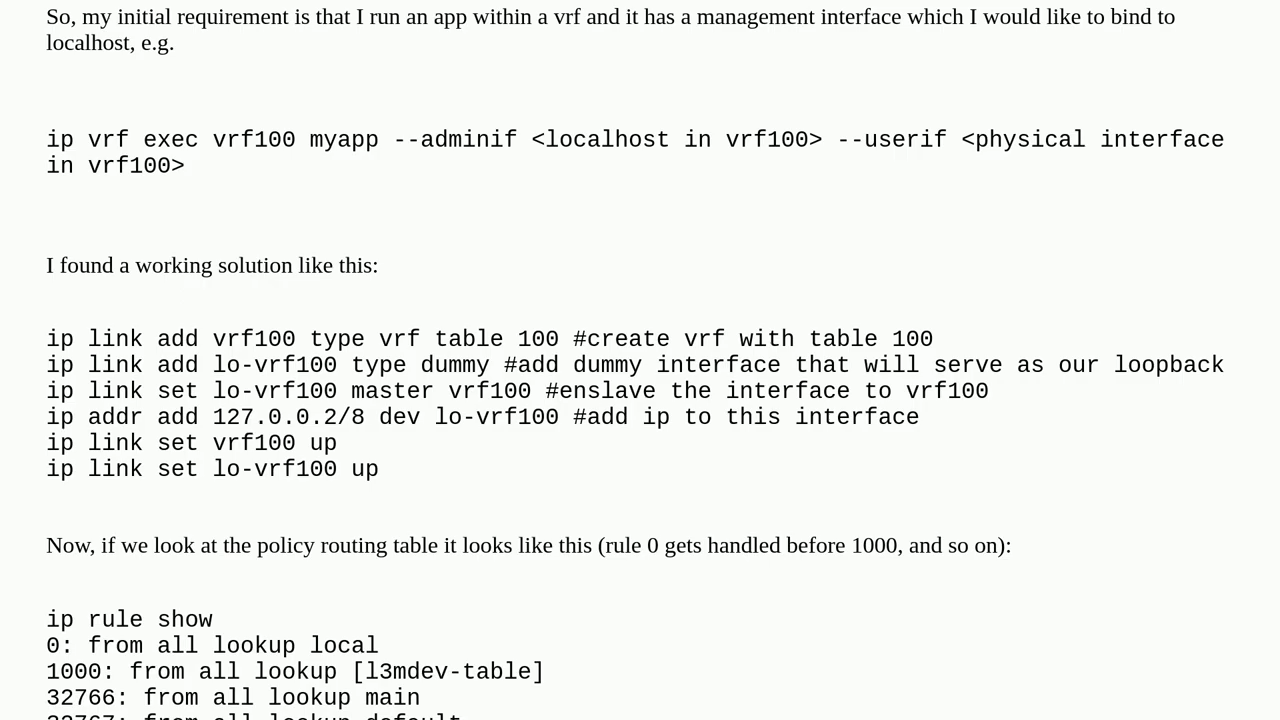 So, my initial requirement is that I run an app within a vrf and it has a management interface which I would like to bind to
localhost, e.g.
ip vrf exec vrf100 myapp --adminif <localhost in vrf100> --userif <physical interface
in vrf100>
I found a working solution like this:
ip link add vrf100 type vrf table 100 #create vrf with table 100
ip link add lo-vrf100 type dummy #add dummy interface that will serve as our loopback
ip link set lo-vrf100 master vrf100 #enslave the interface to vrf100
ip addr add 127.0.0.2/8 dev lo-vrf100 #add ip to this interface
ip link set vrf100 up
ip link set lo-vrf100 up
Now, if we look at the policy routing table it looks like this (rule 0 gets handled before 1000, and so on):
ip rule show
0: from all lookup local
1000: from all lookup [l3mdev-table]
32766: from all lookup main
32767: from all lookup default